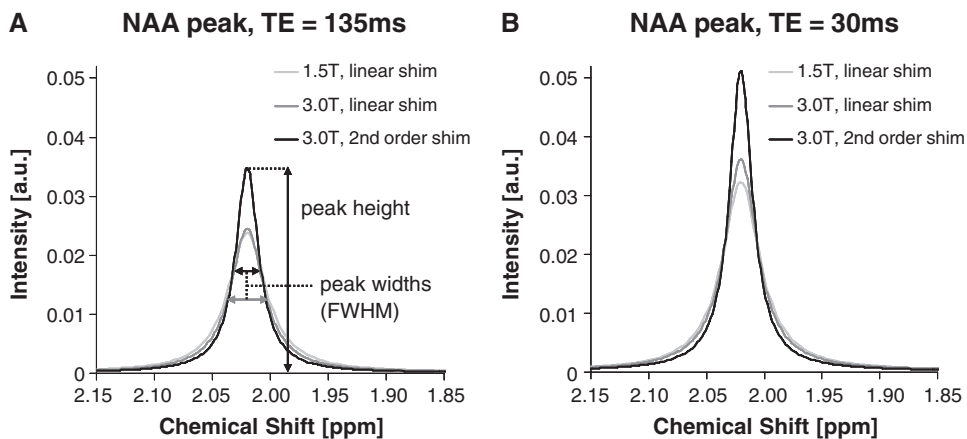 A NAA peak, TE = 135ms
Intensity [a.u.]
0.05
0.04
0.03
0.02
0.01
0
1.5T, linear shim
3.0T, linear shim
3.0T, 2nd order shim
peak height
peak widths
(FWHM)
2.15 2.10 2.05 2.00 1.95 1.90 1.85
Chemical Shift [ppm]
B NAA peak, TE = 30ms
Intensity [a.u.]
0.05
0.04
0.03
0.02
0.01
0
1.5T, linear shim
3.0T, linear shim
3.0T, 2nd order shim
2.15 2.10 2.05 2.00 1.95 1.90 1.85
Chemical Shift [ppm]